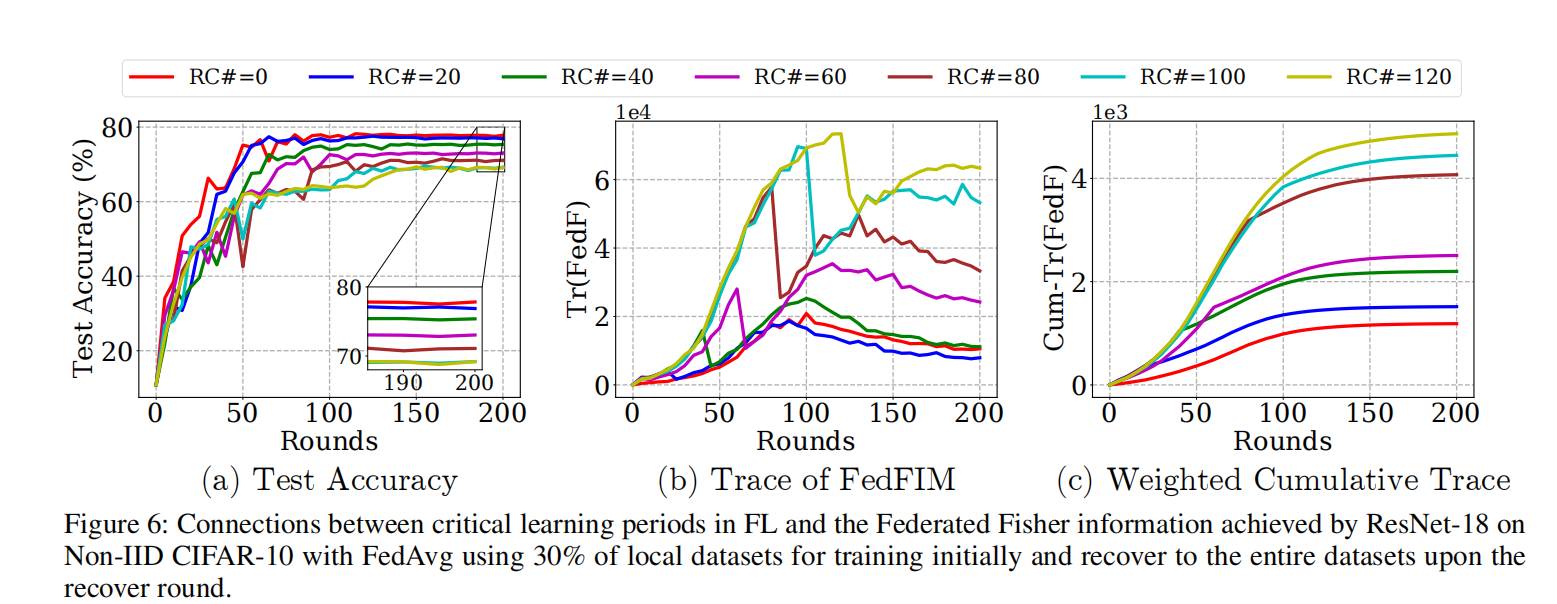 RC#=0 RC#=20 RC#=40 RC#=60 RC#=80 RC#=100 RC#=120
Test Accuracy (%)
80
60
40
20
0 50 100 150 200
Rounds
80
70
190 200
(a) Test Accuracy
1e4
Tr(FedF)
6
4
2
0
0 50 100 150 200
Rounds
(b) Trace of FedFIM
1e3
Cum-Tr(FedF)
4
2
0
0 50 100 150 200
Rounds
(c) Weighted Cumulative Trace
Figure 6: Connections between critical learning periods in FL and the Federated Fisher information achieved by ResNet-18 on
Non-IID CIFAR-10 with FedAvg using 30% of local datasets for training initially and recover to the entire datasets upon the
recover round.